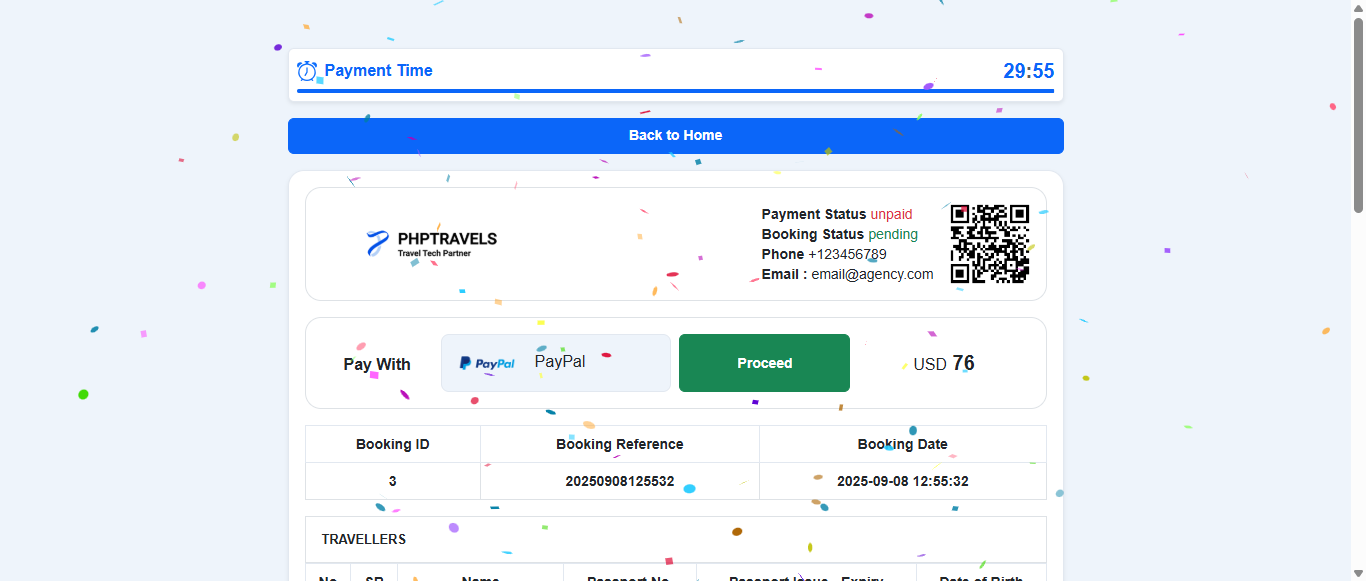 Payment Time
29:55
Back to Home
PHPTRAVELS
Travel Tech Partner
Payment Status unpaid
Booking Status pending
Phone +123456789
Email : email@agency.com
Pay With
PayPal PayPal
Proceed
USD 76
Booking ID Booking Reference Booking Date
3 20250908125532 2025-09-08 12:55:32
TRAVELLERS
No SR Name Passport No Passport Issue - Expiry Date of Birth